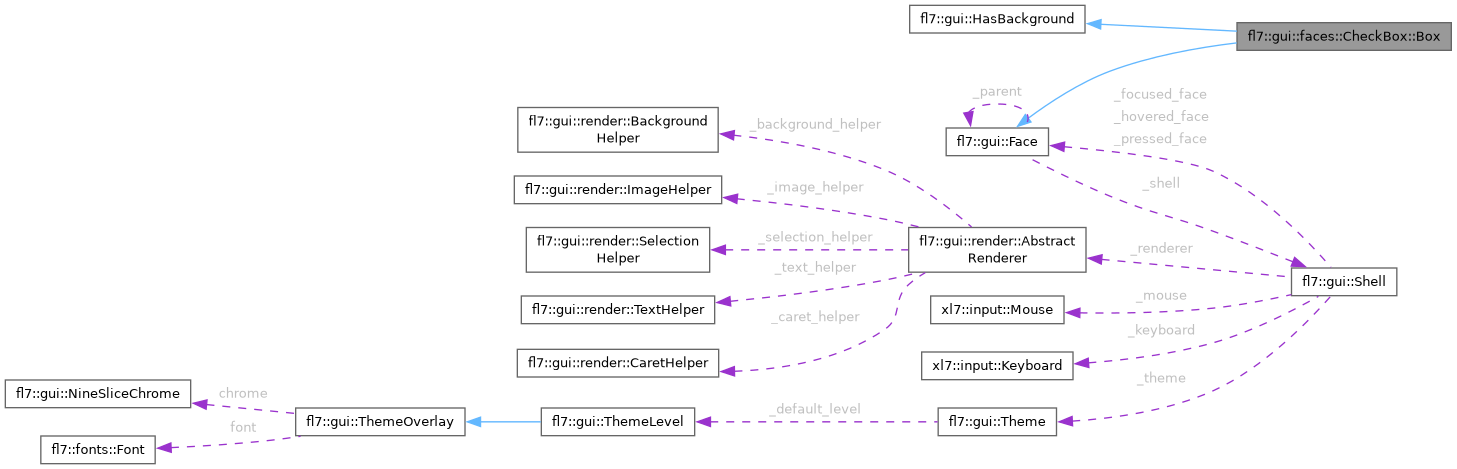 fl7::gui::HasBackground
fl7::gui::faces::CheckBox::Box
_parent
_focused_face
_hovered_face
_pressed_face
fl7::gui::render::Background
Helper
_background_helper
fl7::gui::Face
fl7::gui::render::ImageHelper
_image_helper
_shell
fl7::gui::render::Selection
Helper
_selection_helper
fl7::gui::render::Abstract
Renderer
_renderer
_text_helper
fl7::gui::Shell
fl7::gui::render::TextHelper
_caret_helper
xl7::input::Mouse
_mouse
_keyboard
fl7::gui::render::CaretHelper
xl7::input::Keyboard
_theme
fl7::gui::NineSliceChrome
chrome
fl7::gui::ThemeOverlay
fl7::gui::ThemeLevel
_default_level
fl7::gui::Theme
font
fl7::fonts::Font